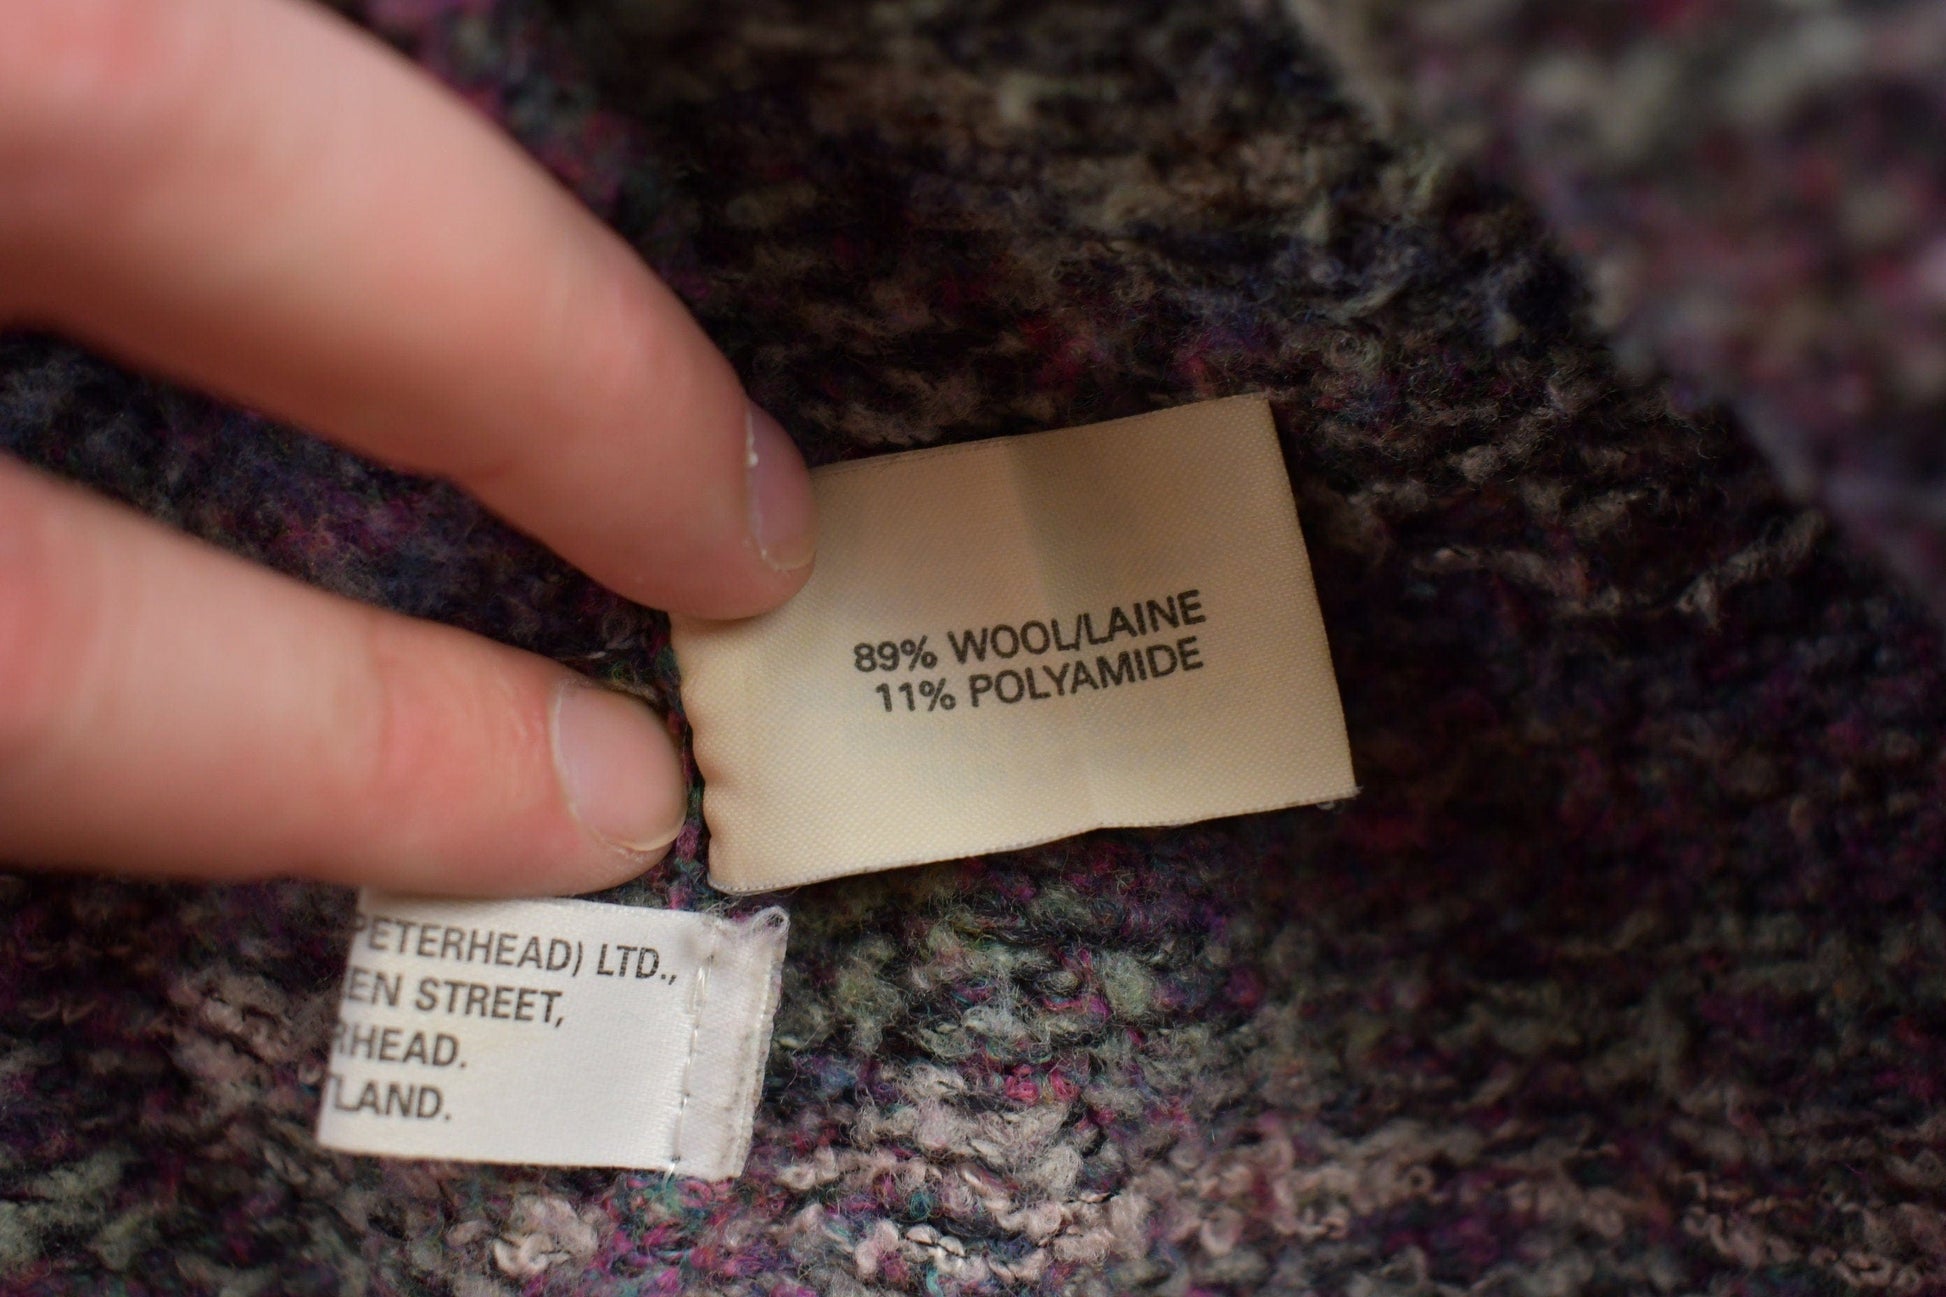 89% WOOL/LAINE
11% POLYAMIDE
PETERHEAD) LTD.,
EN STREET,
RHEAD.
TLAND.